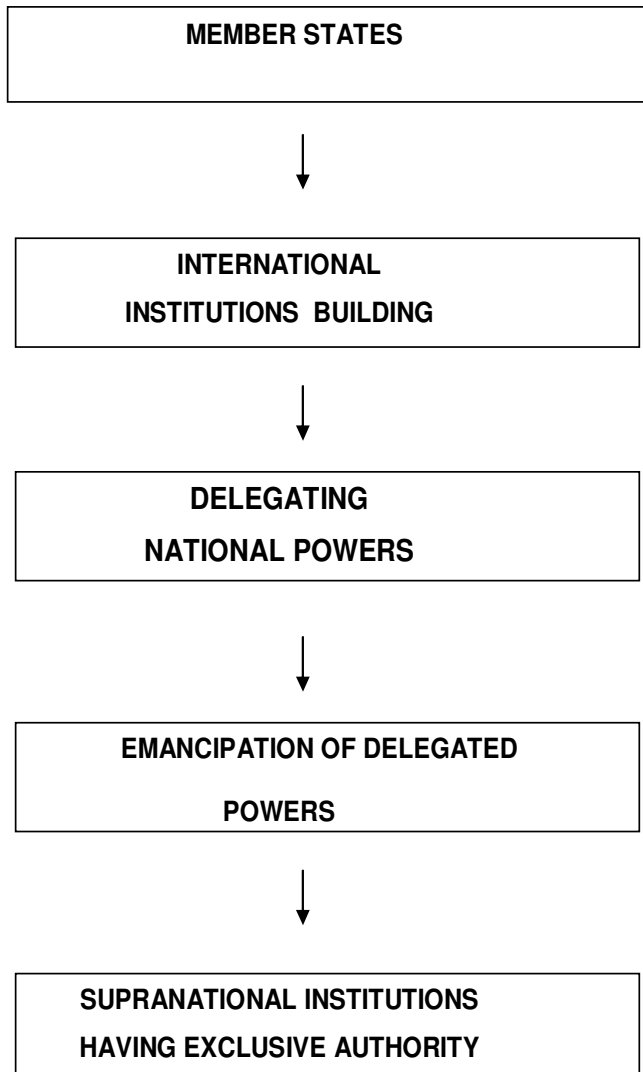 MEMBER STATES
INTERNATIONAL
INSTITUTIONS BUILDING
DELEGATING
NATIONAL POWERS
EMANCIPATION OF DELEGATED
POWERS
SUPRANATIONAL INSTITUTIONS
HAVING EXCLUSIVE AUTHORITY